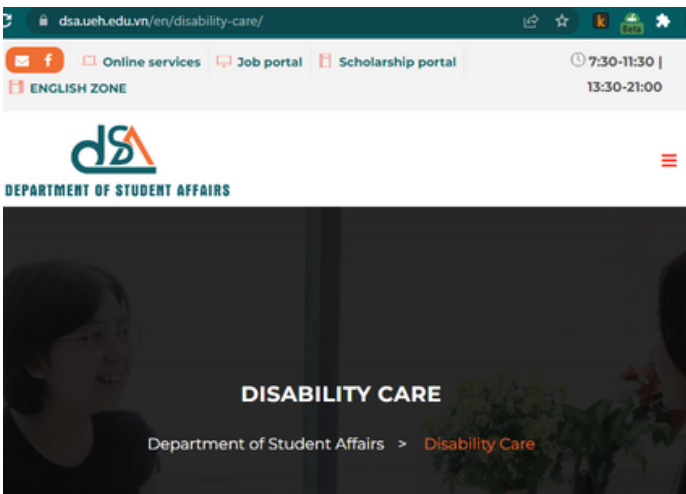 dsa.ueh.edu.vn/en/disability-care/
Online services Job portal Scholarship portal
ENGLISH ZONE
7:30-11:30 |
13:30-21:00
dsa
DEPARTMENT OF STUDENT AFFAIRS
DISABILITY CARE
Department of Student Affairs > Disability Care